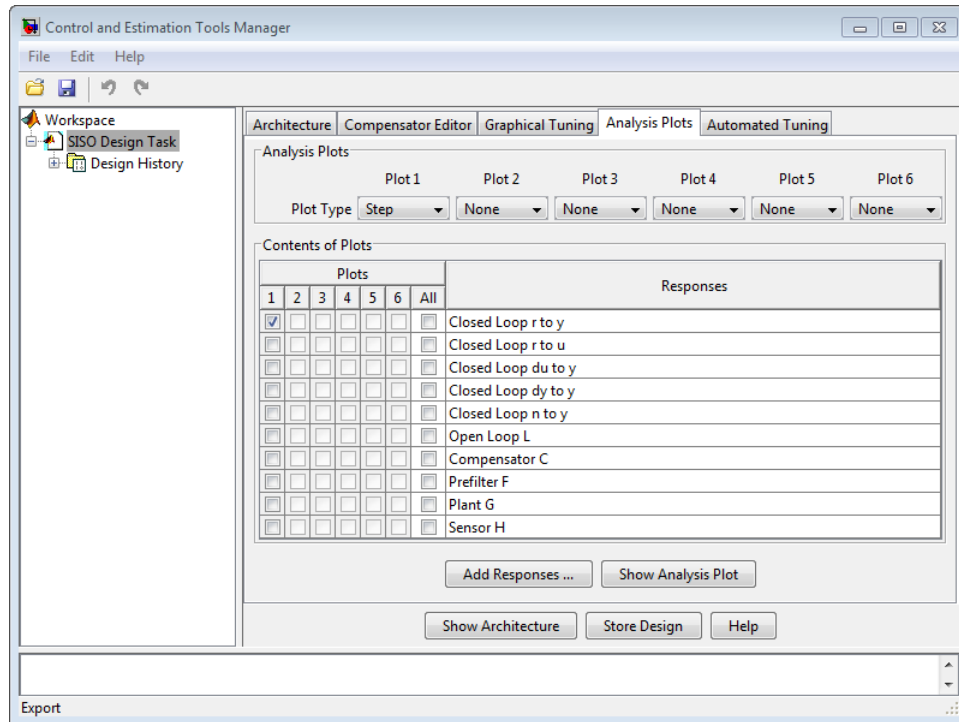 Control and Estimation Tools Manager
File Edit Help
Workspace
SISO Design Task
Design History
Architecture Compensator Editor Graphical Tuning Analysis Plots Automated Tuning
Analysis Plots
Plot 1 Plot 2 Plot 3 Plot 4 Plot 5 Plot 6
Plot Type Step None None None None None
Contents of Plots
Plots Responses
1 2 3 4 5 6 All
Closed Loop r to y
Closed Loop r to u
Closed Loop du to y
Closed Loop dy to y
Closed Loop n to y
Open Loop L
Compensator C
Prefilter F
Plant G
Sensor H
Add Responses ... Show Analysis Plot
Show Architecture Store Design Help
Export